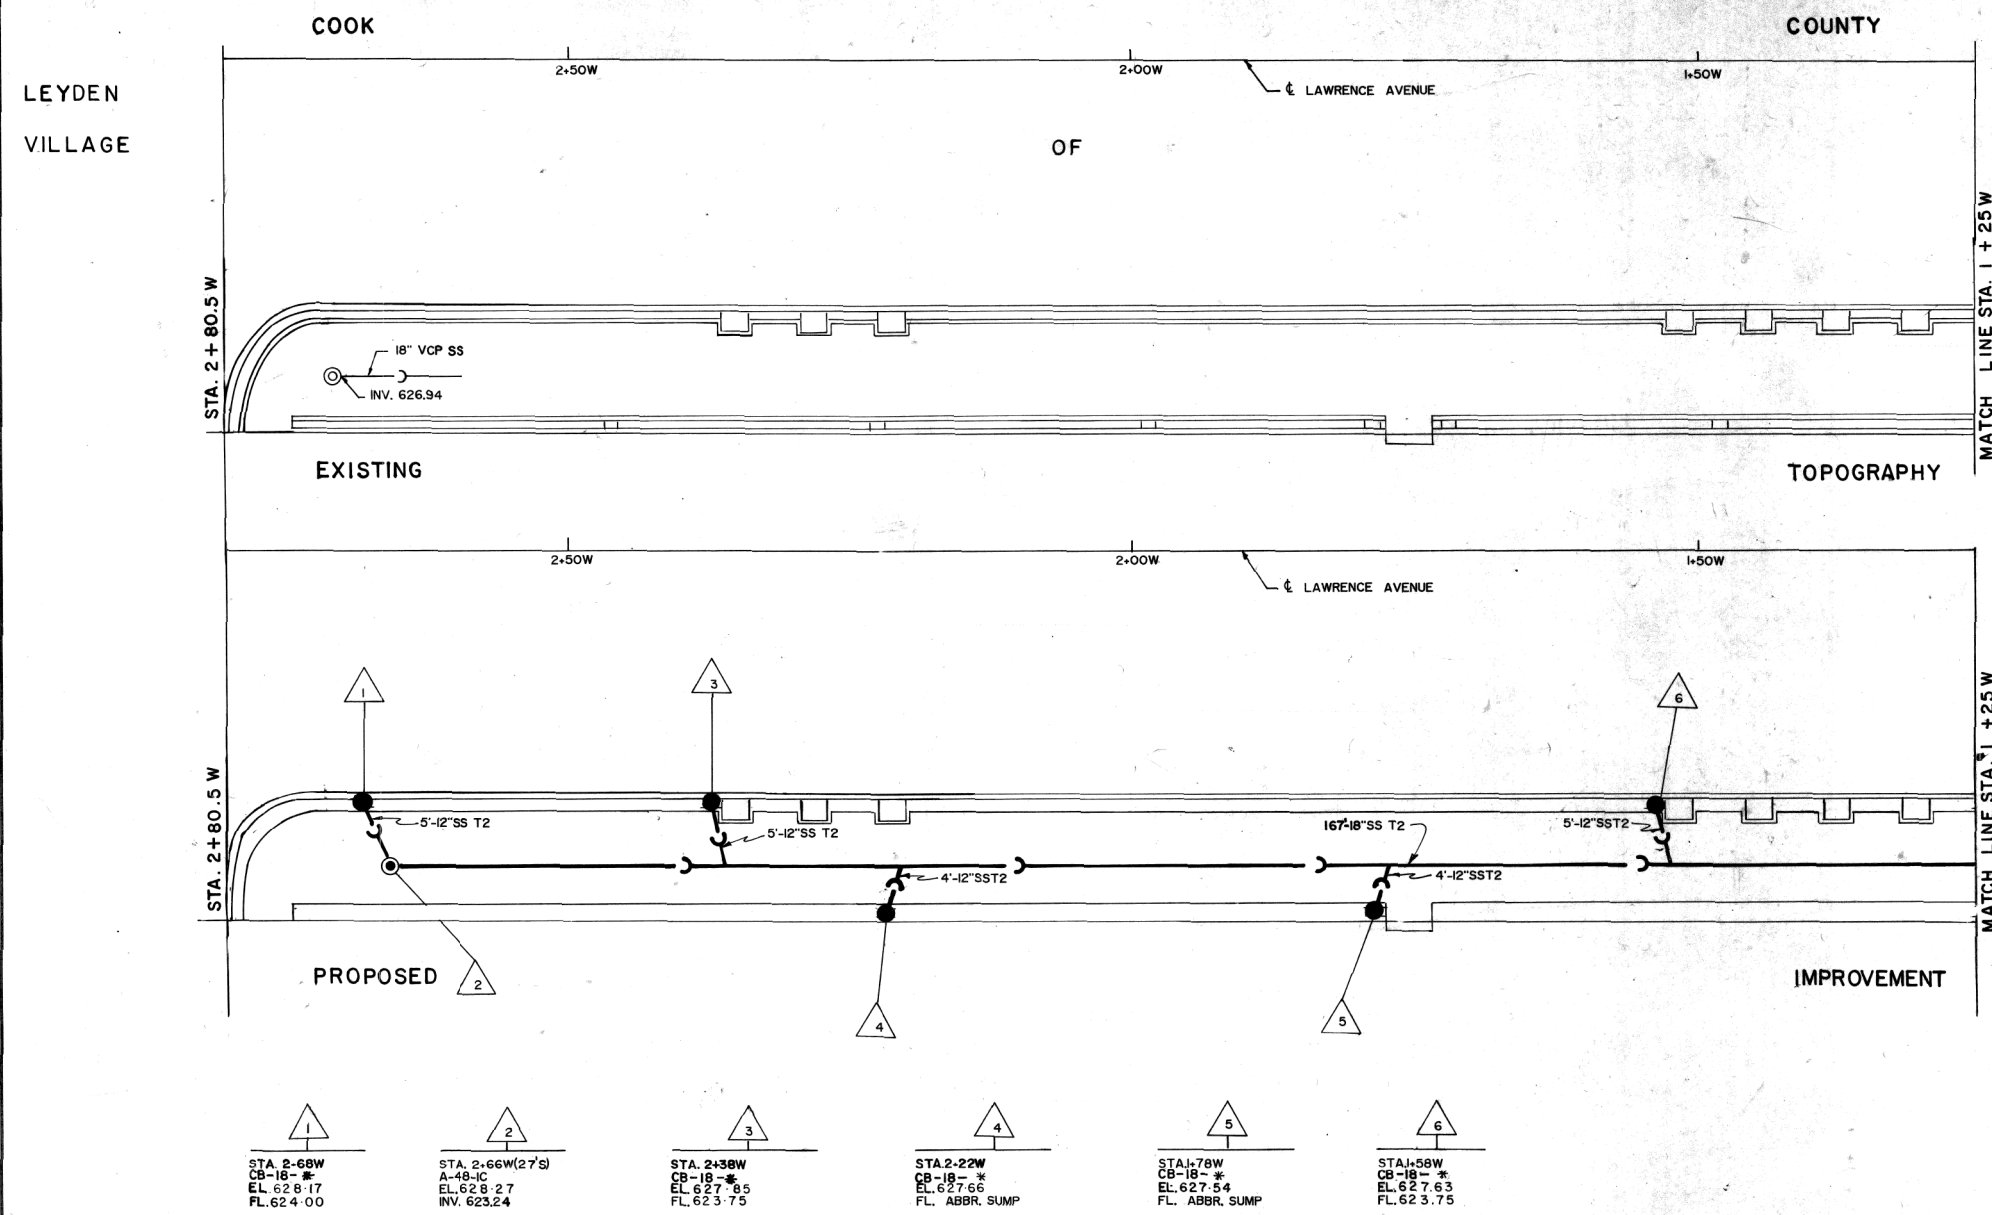 COOK COUNTY
2+50W 2+00W 1+50W
LEYDEN
℄ LAWRENCE AVENUE
VILLAGE OF
STA. 2+80.5 W
MATCH LINE STA. 1+25W
18" VCP SS
INV. 626.94
EXISTING TOPOGRAPHY
2+50W 2+00W 1+50W
℄ LAWRENCE AVENUE
1
3
6
STA. 2+80.5 W
MATCH LINE STA. 1+25W
5'-12"SS T2
5'-12"SS T2
167'-18"SS T2
5'-12"SST2
4'-12"SST2
4'-12"SST2
PROPOSED IMPROVEMENT
2
4
5
1
STA. 2+68W
CB-18-*
EL. 628.17
FL. 624.00
2
STA. 2+66W(27'S)
A-48-1C
EL. 628.27
INV. 623.24
3
STA. 2+38W
CB-18-*
EL. 627.85
FL. 623.75
4
STA. 2+22W
CB-18-*
EL. 627.66
FL. ABBR. SUMP
5
STA. 1+78W
CB-18-*
EL. 627.54
FL. ABBR. SUMP
6
STA. 1+58W
CB-18-*
EL. 627.63
FL. 623.75